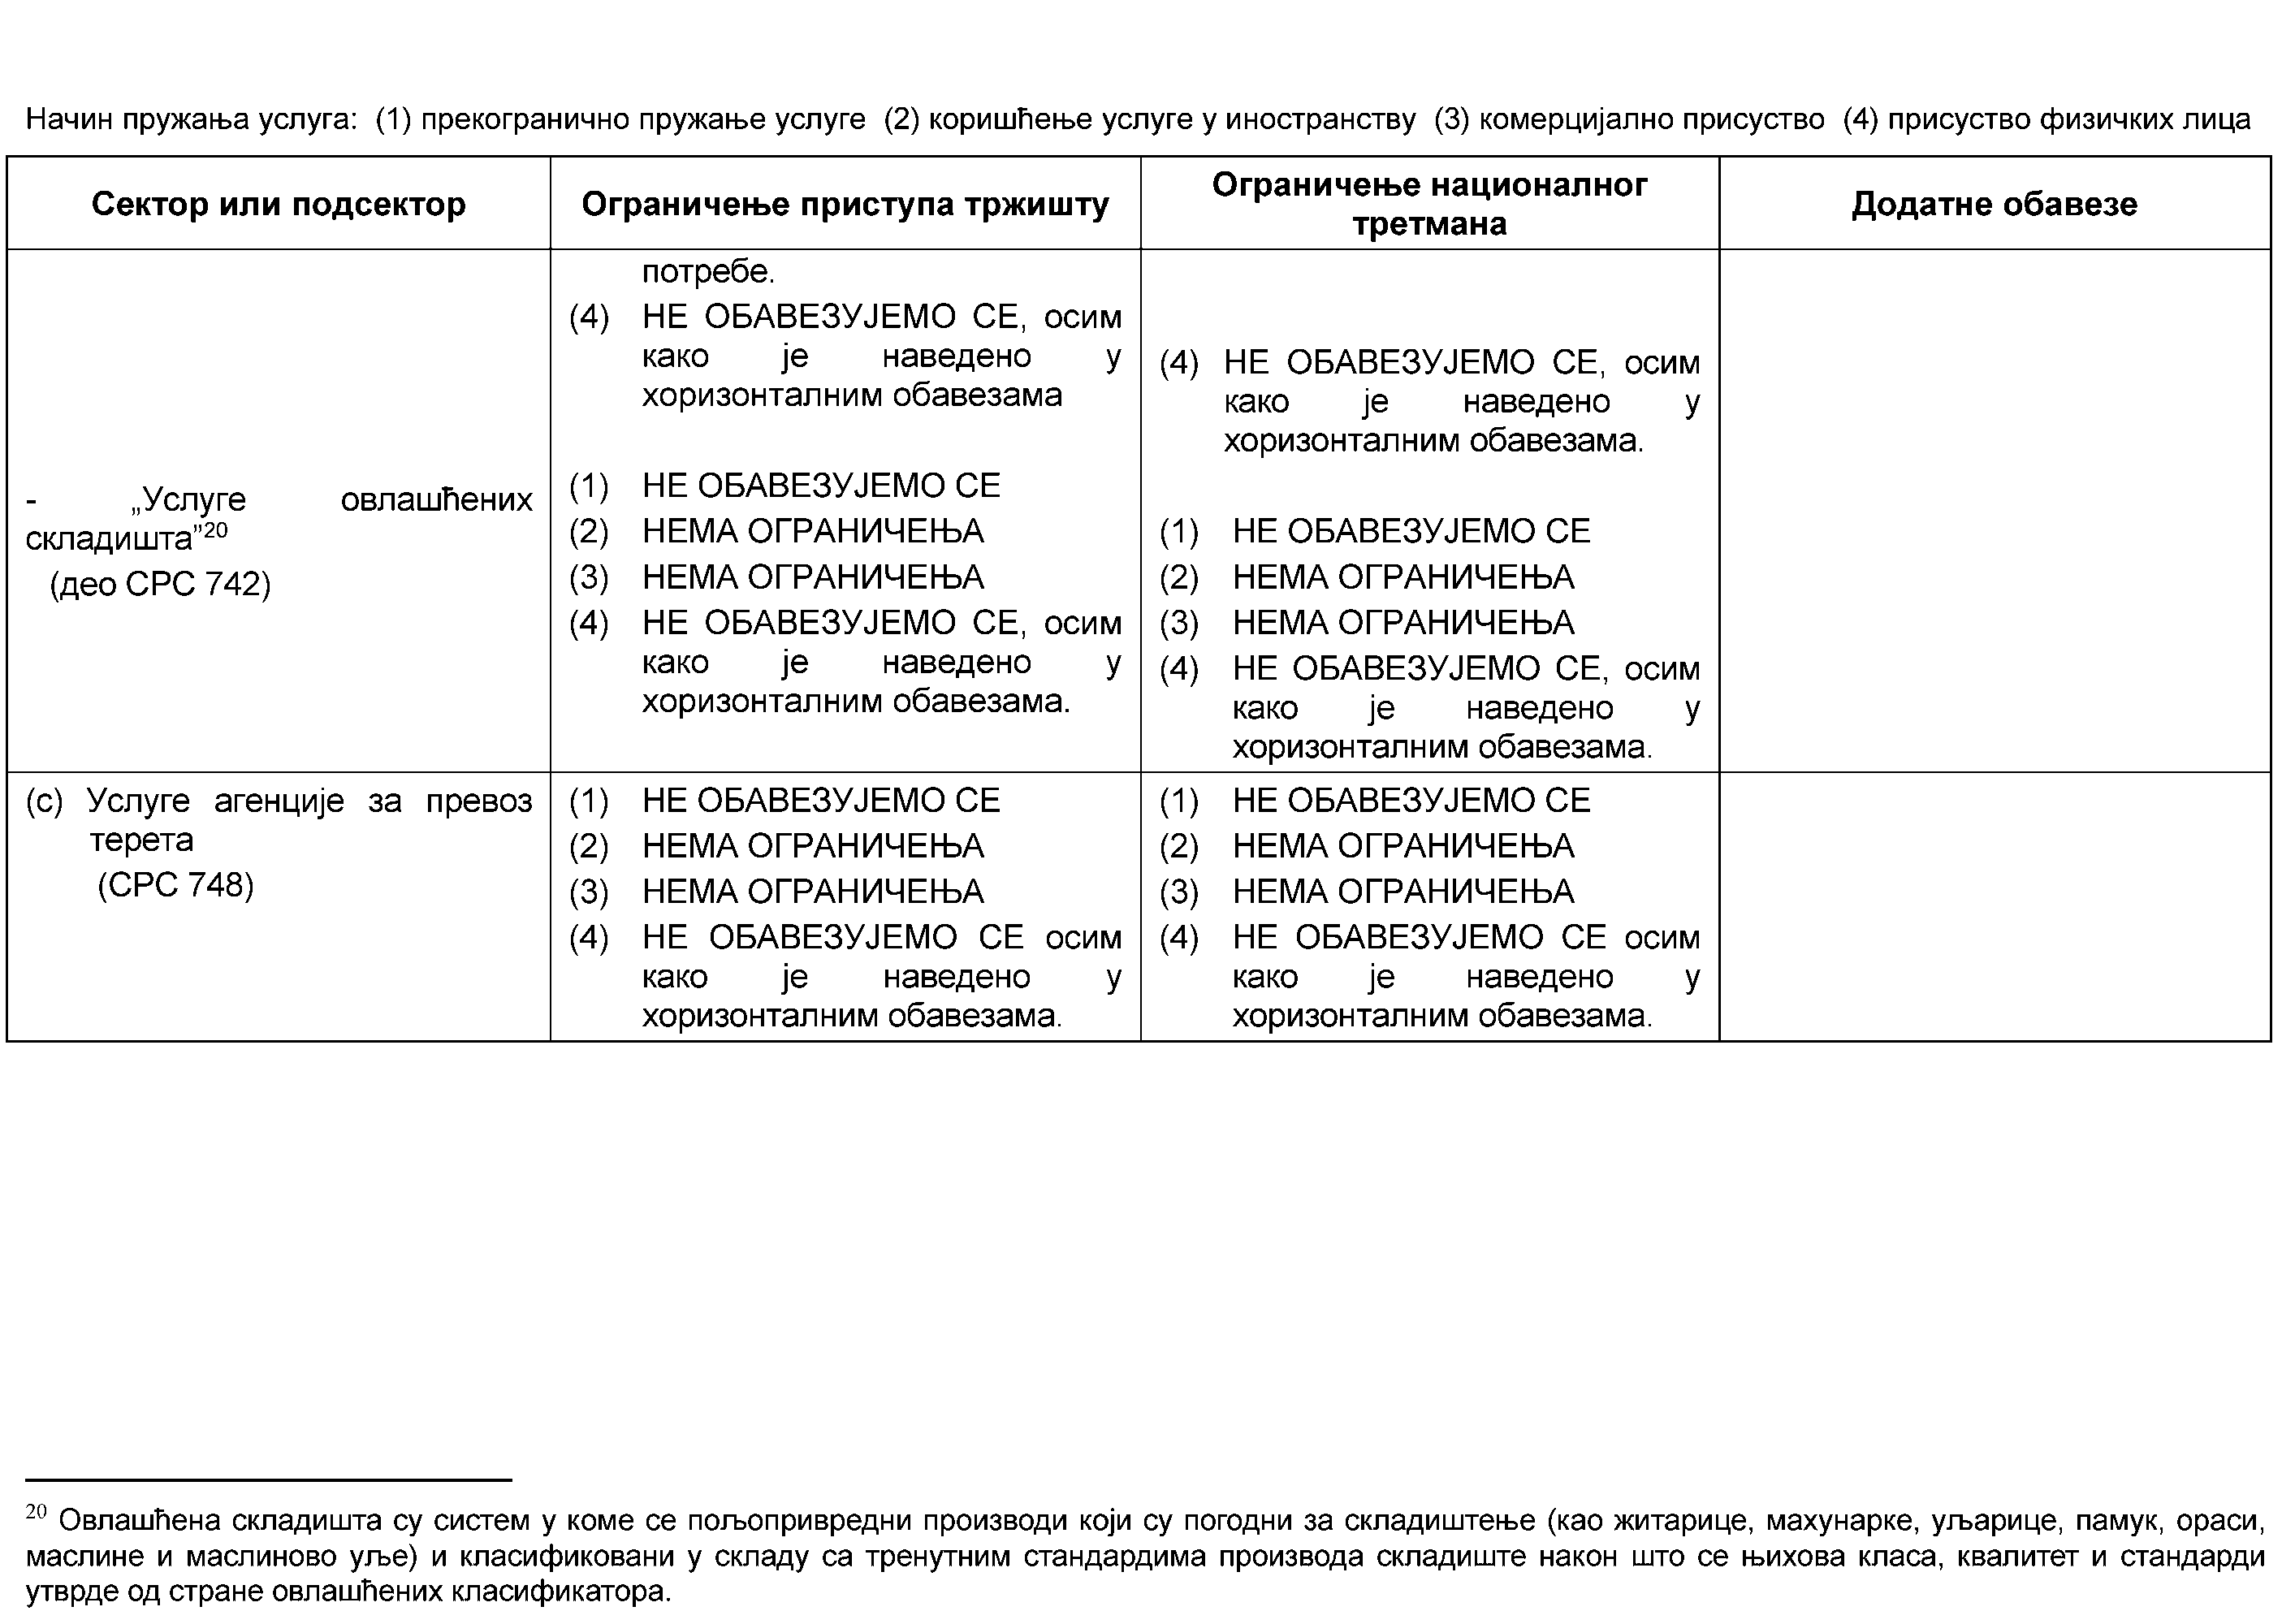 Начин пружања услуга: (1) прекогранично пружање услуге (2) коришћење услуге у иностранству (3) комерцијално присуство (4) присуство физичких лица
Сектор или подсектор
Ограничење приступа тржишту
Ограничење националног
третмана
Додатне обавезе
- „Услуге овлашћених
складишта”20
(део CPC 742)
потребе.
(4) НЕ ОБАВЕЗУЈЕМО СЕ, осим
како је наведено у
хоризонталним обавезама
(1) НЕ ОБАВЕЗУЈЕМО СЕ
(2) НЕМА ОГРАНИЧЕЊА
(3) НЕМА ОГРАНИЧЕЊА
(4) НЕ ОБАВЕЗУЈЕМО СЕ, осим
како је наведено у
хоризонталним обавезама.
(4) НЕ ОБАВЕЗУЈЕМО СЕ, осим
како је наведено у
хоризонталним обавезама.
(1) НЕ ОБАВЕЗУЈЕМО СЕ
(2) НЕМА ОГРАНИЧЕЊА
(3) НЕМА ОГРАНИЧЕЊА
(4) НЕ ОБАВЕЗУЈЕМО СЕ, осим
како је наведено у
хоризонталним обавезама.
(c) Услуге агенције за превоз
терета
(CPC 748)
(1) НЕ ОБАВЕЗУЈЕМО СЕ
(2) НЕМА ОГРАНИЧЕЊА
(3) НЕМА ОГРАНИЧЕЊА
(4) НЕ ОБАВЕЗУЈЕМО СЕ осим
како је наведено у
хоризонталним обавезама.
(1) НЕ ОБАВЕЗУЈЕМО СЕ
(2) НЕМА ОГРАНИЧЕЊА
(3) НЕМА ОГРАНИЧЕЊА
(4) НЕ ОБАВЕЗУЈЕМО СЕ осим
како је наведено у
хоризонталним обавезама.
20 Овлашћена складишта су систем у коме се пољопривредни производи који су погодни за складиштење (као житарице, махунарке, уљарице, памук, ораси,
маслине и маслиново уље) и класификовани у складу са тренутним стандардима производа складиште након што се њихова класа, квалитет и стандарди
утврде од стране овлашћених класификатора.